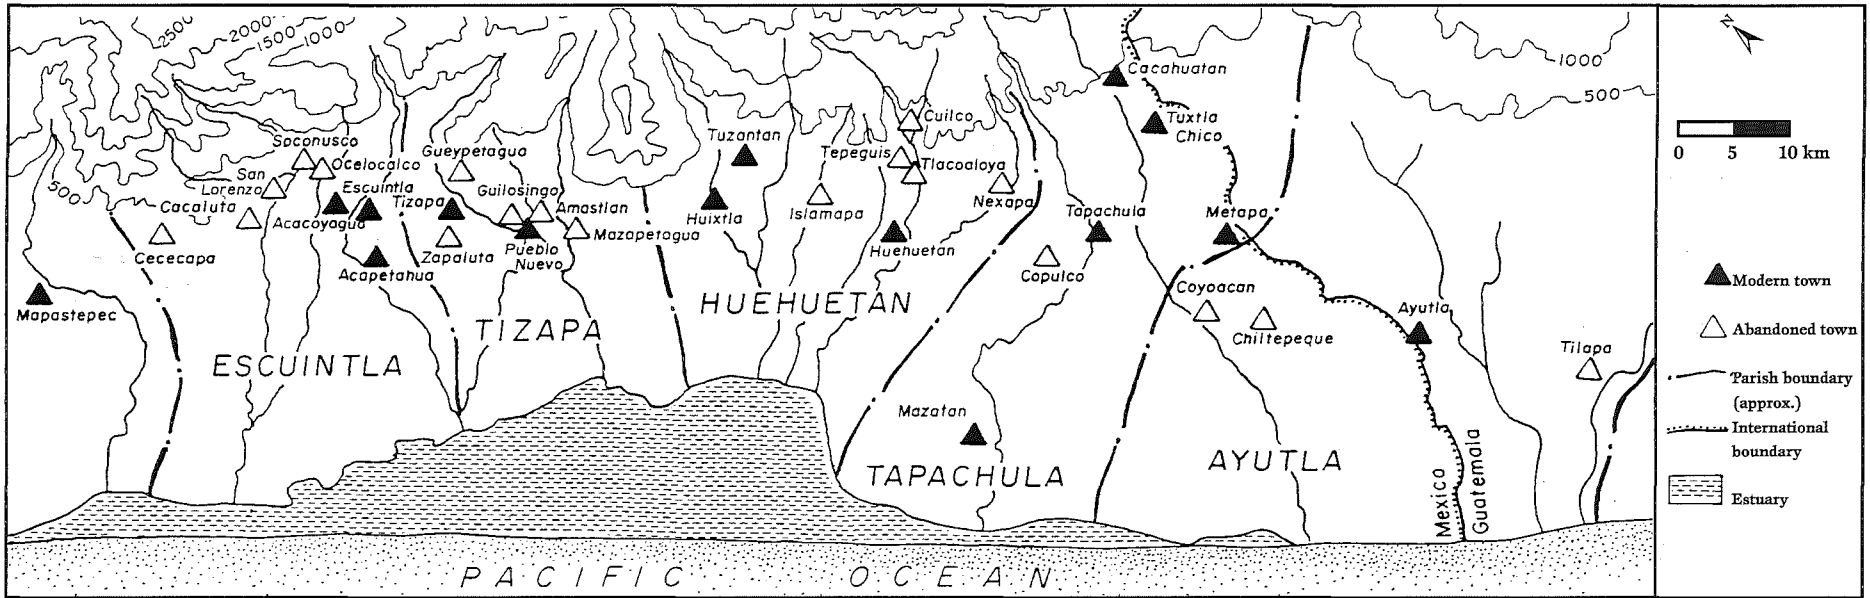 2500
2000
1500
1000
500
Soconusco
Ocelocalco
San
Lorenzo
Cacaluta
Cececapa
Mapastepec
Escuintla
Acacoyagua
Acapetahua
Tizapa
Gueypetagua
Guilosingo
Amastlan
Mazapetagua
Zapaluta
Pueblo
Nuevo
Tuzantan
Huixtla
Islamapa
Cuilco
Tepeguis
Tlacoaloya
Huehuetan
Nexapa
Copulco
Tapachula
Mazatan
Cacahuatan
Tuxtla
Chico
Metapa
Coyoacan
Chiltepeque
Ayutla
Tilapa
1000
500
ESCUINTLA
TIZAPA
HUEHUETAN
TAPACHULA
AYUTLA
Mexico
Guatemala
PACIFIC OCEAN
N
0 5 10 km
Modern town
Abandoned town
Parish boundary
(approx.)
International
boundary
Estuary